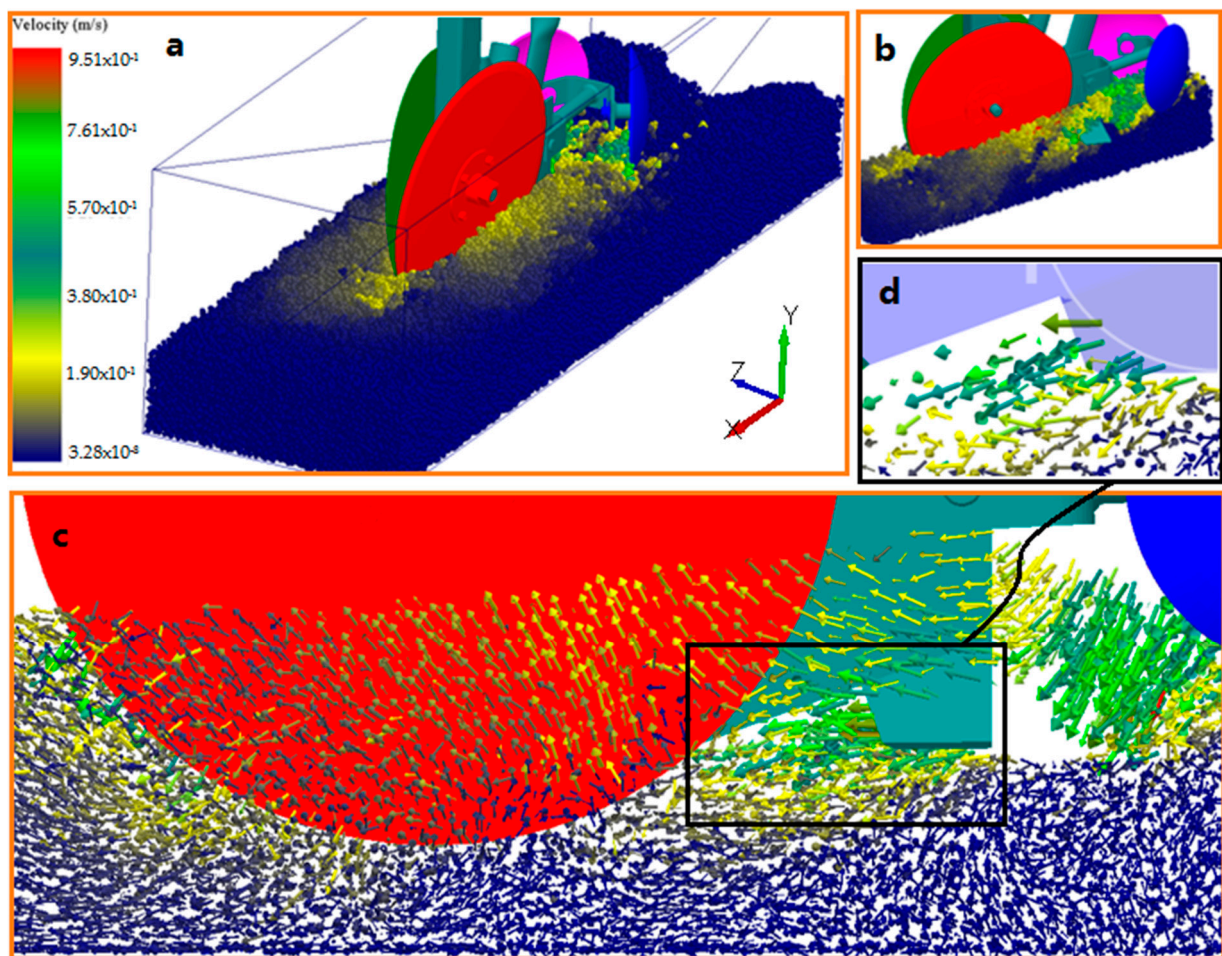 Velocity (m/s)
a
9.51x10⁻¹
7.61x10⁻¹
5.70x10⁻¹
3.80x10⁻¹
1.90x10⁻¹
3.28x10⁻⁸
Y
Z
X
b
d
c